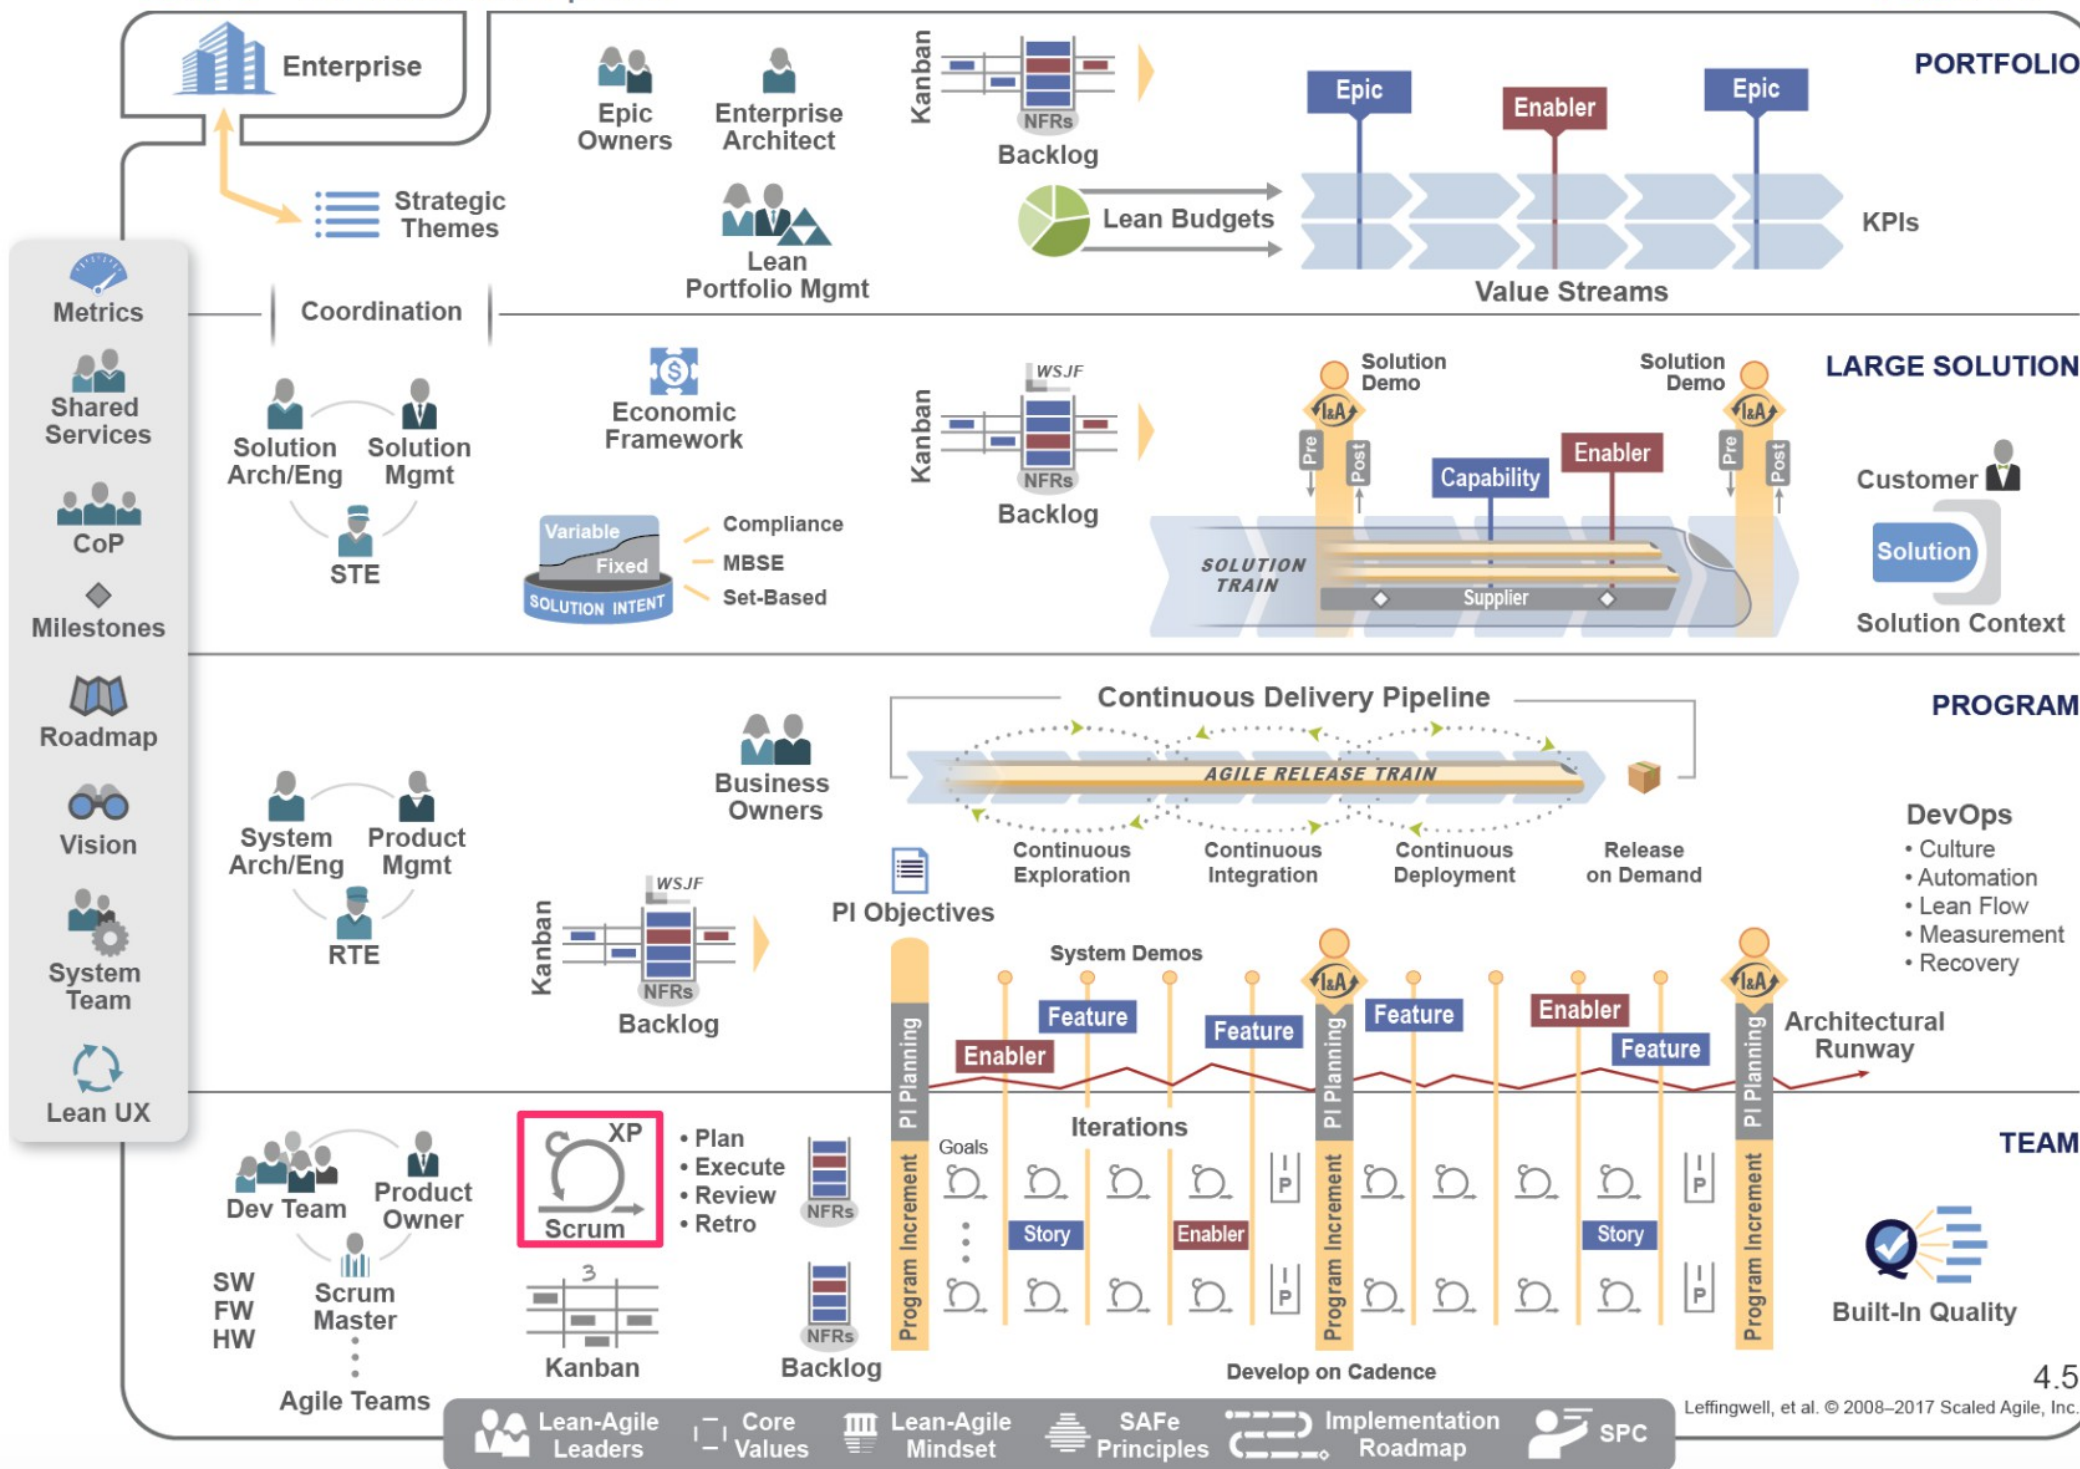 Enterprise
Epic
Owners
Enterprise
Architect
Kanban
NFRs
Backlog
Epic
Enabler
Epic
PORTFOLIO
Strategic
Themes
Lean
Portfolio Mgmt
Lean Budgets
KPIs
Value Streams
Metrics
Shared
Services
CoP
Milestones
Roadmap
Vision
System
Team
Lean UX
Coordination
LARGE SOLUTION
Solution
Arch/Eng
Solution
Mgmt
STE
Economic
Framework
Variable
Fixed
SOLUTION INTENT
Compliance
MBSE
Set-Based
Kanban
WSJF
NFRs
Backlog
Solution
Demo
I&A
Pre
Post
Capability
Enabler
Solution
Demo
I&A
Pre
Post
SOLUTION
TRAIN
Supplier
Customer
Solution
Solution Context
PROGRAM
System
Arch/Eng
Product
Mgmt
RTE
Business
Owners
Continuous Delivery Pipeline
AGILE RELEASE TRAIN
Continuous
Exploration
Continuous
Integration
Continuous
Deployment
Release
on Demand
DevOps
• Culture
• Automation
• Lean Flow
• Measurement
• Recovery
Kanban
WSJF
NFRs
Backlog
PI Objectives
System Demos
I&A
I&A
PI Planning
Enabler
Feature
Feature
PI Planning
Feature
Enabler
Feature
PI Planning
Architectural
Runway
TEAM
Dev Team
Product
Owner
Scrum
Master
SW
FW
HW
Agile Teams
XP
Scrum
• Plan
• Execute
• Review
• Retro
3
Kanban
NFRs
NFRs
Backlog
Program Increment
Goals
Iterations
Story
Enabler
I
P
I
P
Program Increment
Story
I
P
I
P
Program Increment
Develop on Cadence
Built-In Quality
4.5
Leffingwell, et al. © 2008–2017 Scaled Agile, Inc.
Lean-Agile
Leaders
Core
Values
Lean-Agile
Mindset
SAFe
Principles
Implementation
Roadmap
SPC